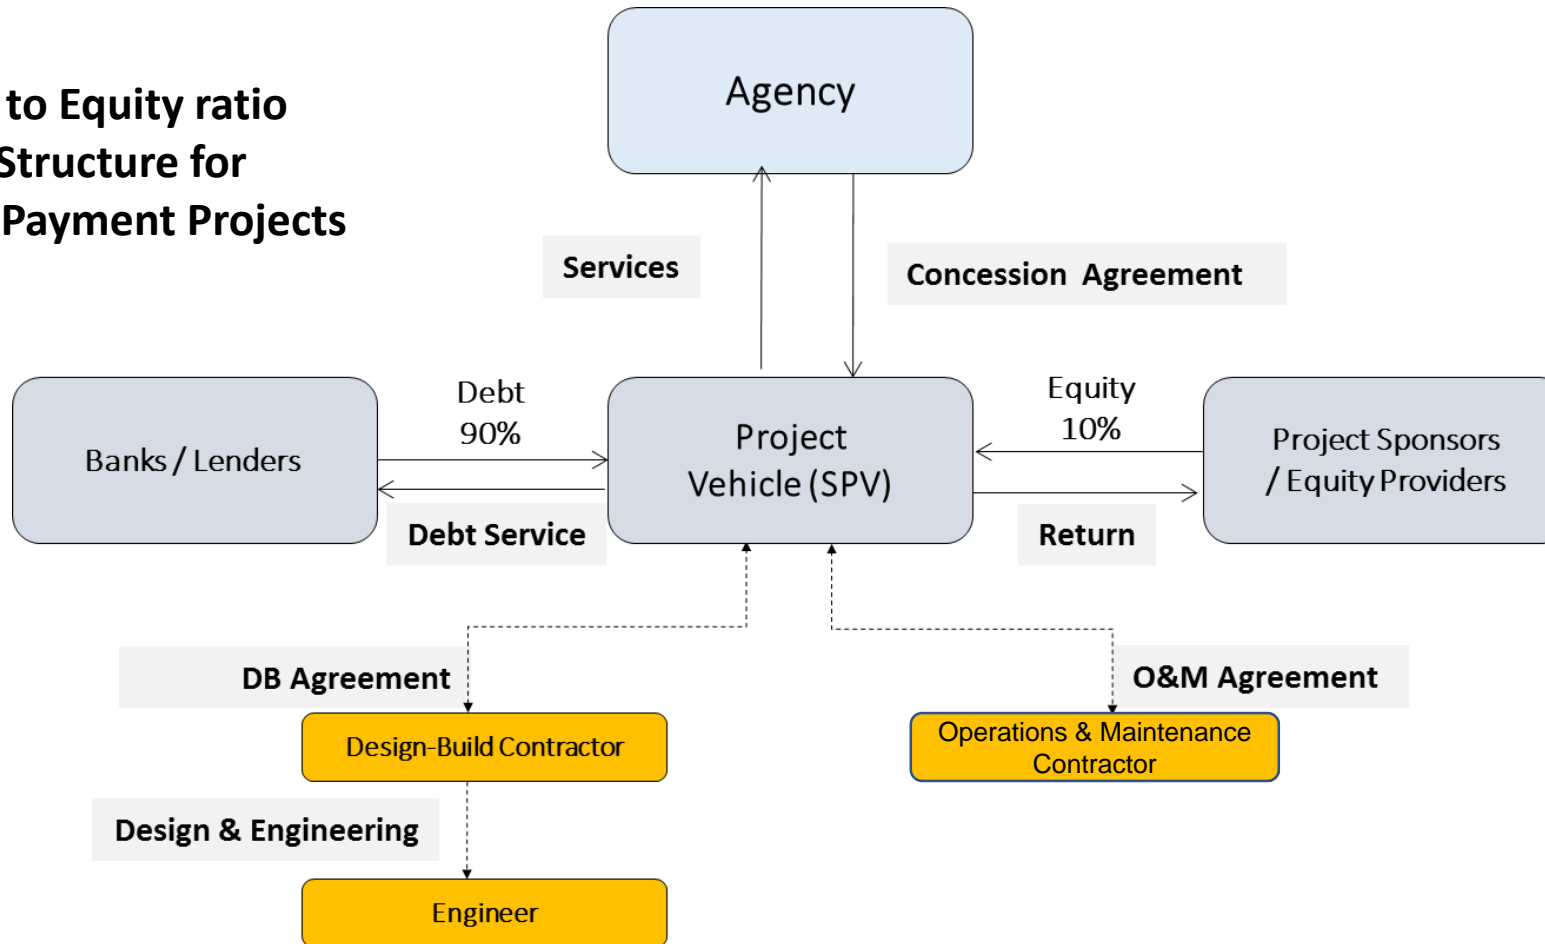 to Equity ratio
Structure for
Payment Projects
Agency
Services
Concession Agreement
Debt
90%
Equity
10%
Banks / Lenders
Project
Vehicle (SPV)
Project Sponsors
/ Equity Providers
Debt Service
Return
DB Agreement
O&M Agreement
Design-Build Contractor
Operations & Maintenance
Contractor
Design & Engineering
Engineer